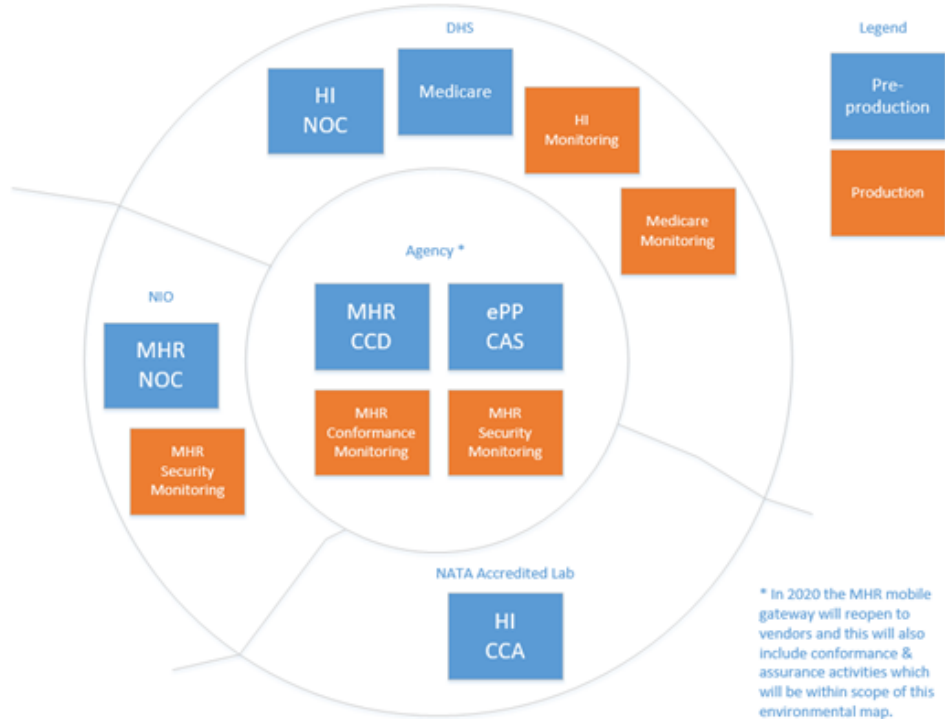 DHS
Legend
HI
NOC
Medicare
HI
Monitoring
Medicare
Monitoring
Pre-
production
Production
Agency *
MHR
CCD
ePP
CAS
MHR
Conformance
Monitoring
MHR
Security
Monitoring
NIO
MHR
NOC
MHR
Security
Monitoring
NATA Accredited Lab
HI
CCA
* In 2020 the MHR mobile
gateway will reopen to
vendors and this will also
include conformance &
assurance activities which
will be within scope of this
environmental map.